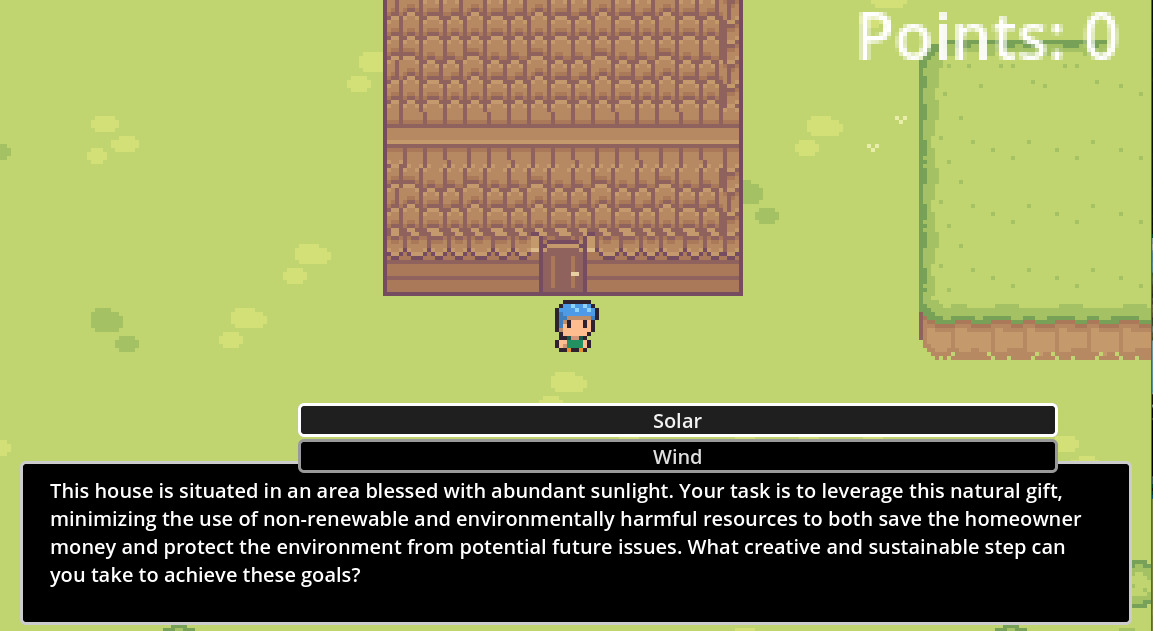 Points: 0
Solar
Wind
This house is situated in an area blessed with abundant sunlight. Your task is to leverage this natural gift,
minimizing the use of non-renewable and environmentally harmful resources to both save the homeowner
money and protect the environment from potential future issues. What creative and sustainable step can
you take to achieve these goals?